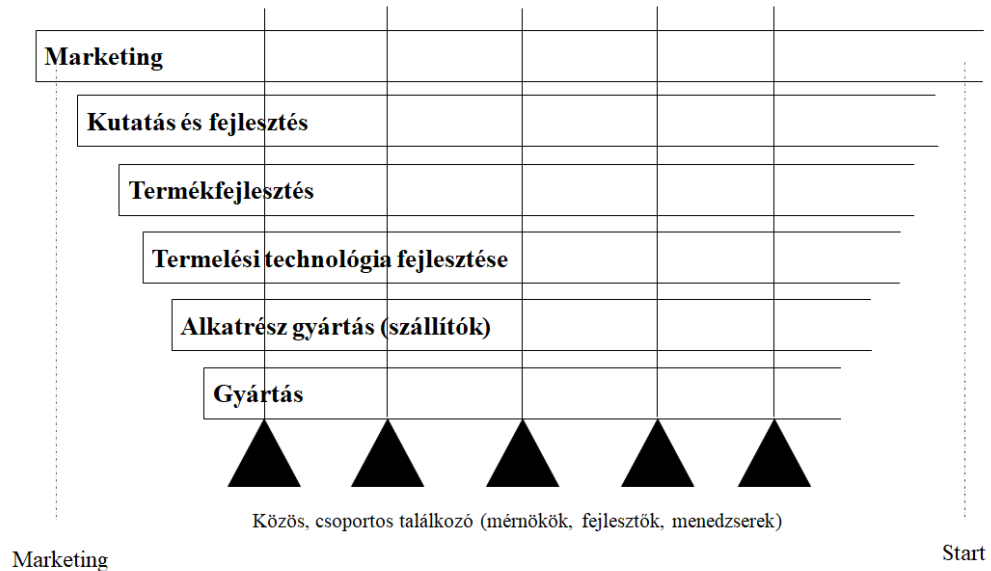 Marketing
Kutatás és fejlesztés
Termékfejlesztés
Termelési technológia fejlesztése
Alkatrész gyártás (szállítók)
Gyártás
Közös, csoportos találkozó (mérnökök, fejlesztők, menedzserek)
Marketing
Start